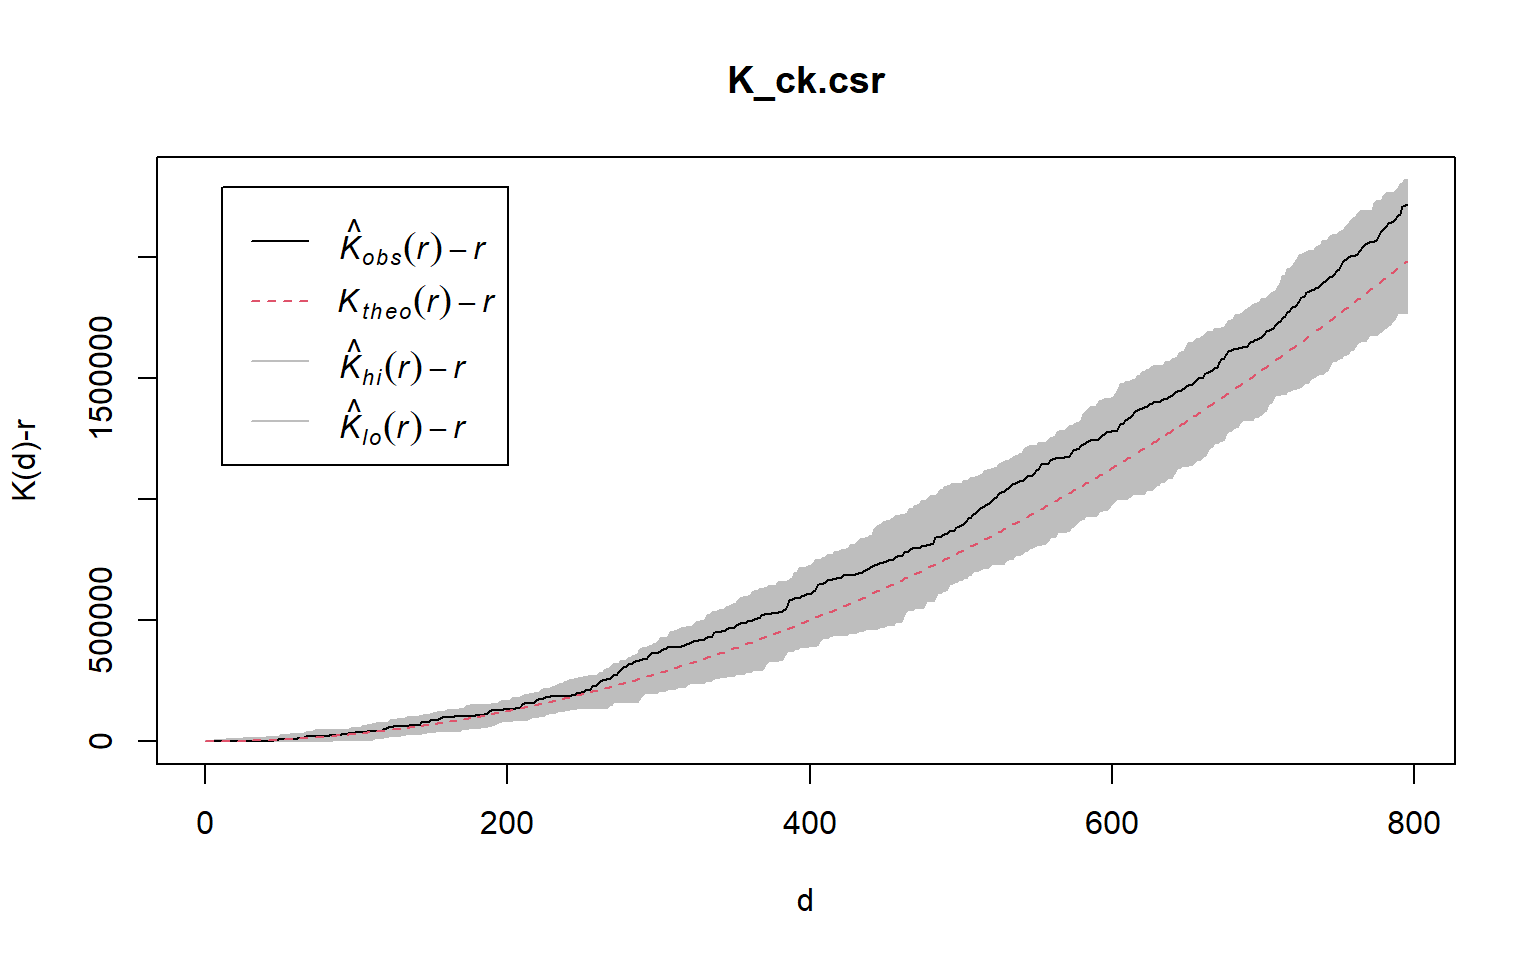 K_ck.csr
K̂obs(r) − r
Ktheo(r) − r
K̂hi(r) − r
K̂lo(r) − r
K(d)-r
0
500000
1500000
0
200
400
600
800
d